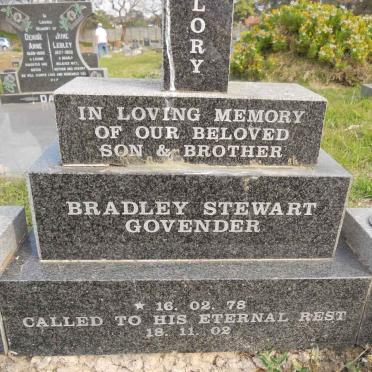 LORY
IN LOVING MEMORY
OF OUR BELOVED
SON & BROTHER
BRADLEY STEWART
GOVENDER
* 16. 02. 78
CALLED TO HIS ETERNAL REST
18. 11. 02